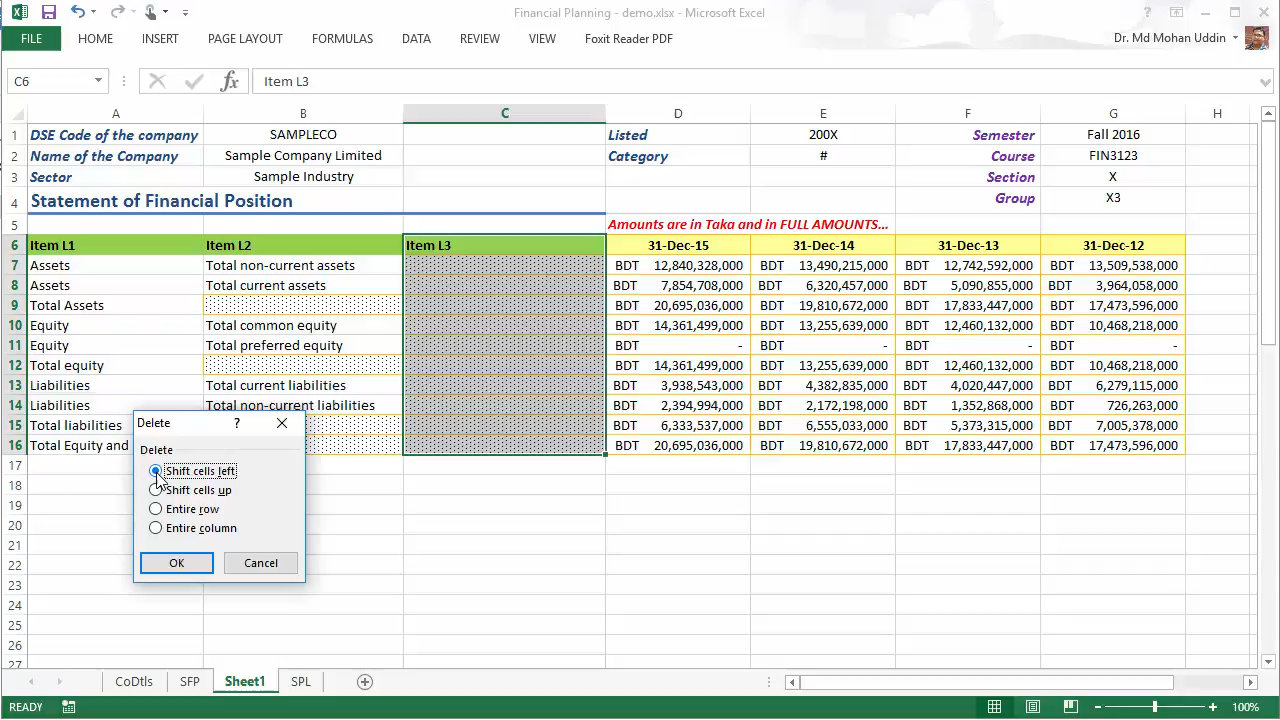 Financial Planning - demo.xlsx - Microsoft Excel
FILE HOME INSERT PAGE LAYOUT FORMULAS DATA REVIEW VIEW Foxit Reader PDF Dr. Md Mohan Uddin
C6 fx Item L3
A B C D E F G H
1 DSE Code of the company SAMPLECO Listed 200X Semester Fall 2016
2 Name of the Company Sample Company Limited Category # Course FIN3123
3 Sector Sample Industry Section X
4 Statement of Financial Position Group X3
5 Amounts are in Taka and in FULL AMOUNTS...
6 Item L1 Item L2 Item L3 31-Dec-15 31-Dec-14 31-Dec-13 31-Dec-12
7 Assets Total non-current assets BDT 12,840,328,000 BDT 13,490,215,000 BDT 12,742,592,000 BDT 13,509,538,000
8 Assets Total current assets BDT 7,854,708,000 BDT 6,320,457,000 BDT 5,090,855,000 BDT 3,964,058,000
9 Total Assets BDT 20,695,036,000 BDT 19,810,672,000 BDT 17,833,447,000 BDT 17,473,596,000
10 Equity Total common equity BDT 14,361,499,000 BDT 13,255,639,000 BDT 12,460,132,000 BDT 10,468,218,000
11 Equity Total preferred equity BDT - BDT - BDT - BDT -
12 Total equity BDT 14,361,499,000 BDT 13,255,639,000 BDT 12,460,132,000 BDT 10,468,218,000
13 Liabilities Total current liabilities BDT 3,938,543,000 BDT 4,382,835,000 BDT 4,020,447,000 BDT 6,279,115,000
14 Liabilities Total non-current liabilities BDT 2,394,994,000 BDT 2,172,198,000 BDT 1,352,868,000 BDT 726,263,000
15 Total liabilities BDT 6,333,537,000 BDT 6,555,033,000 BDT 5,373,315,000 BDT 7,005,378,000
16 Total Equity and BDT 20,695,036,000 BDT 19,810,672,000 BDT 17,833,447,000 BDT 17,473,596,000
17
18
19
20
21
22
23
24
25
26
27
Delete ?
Delete
Shift cells left
Shift cells up
Entire row
Entire column
OK Cancel
CoDtls SFP Sheet1 SPL
READY 100%